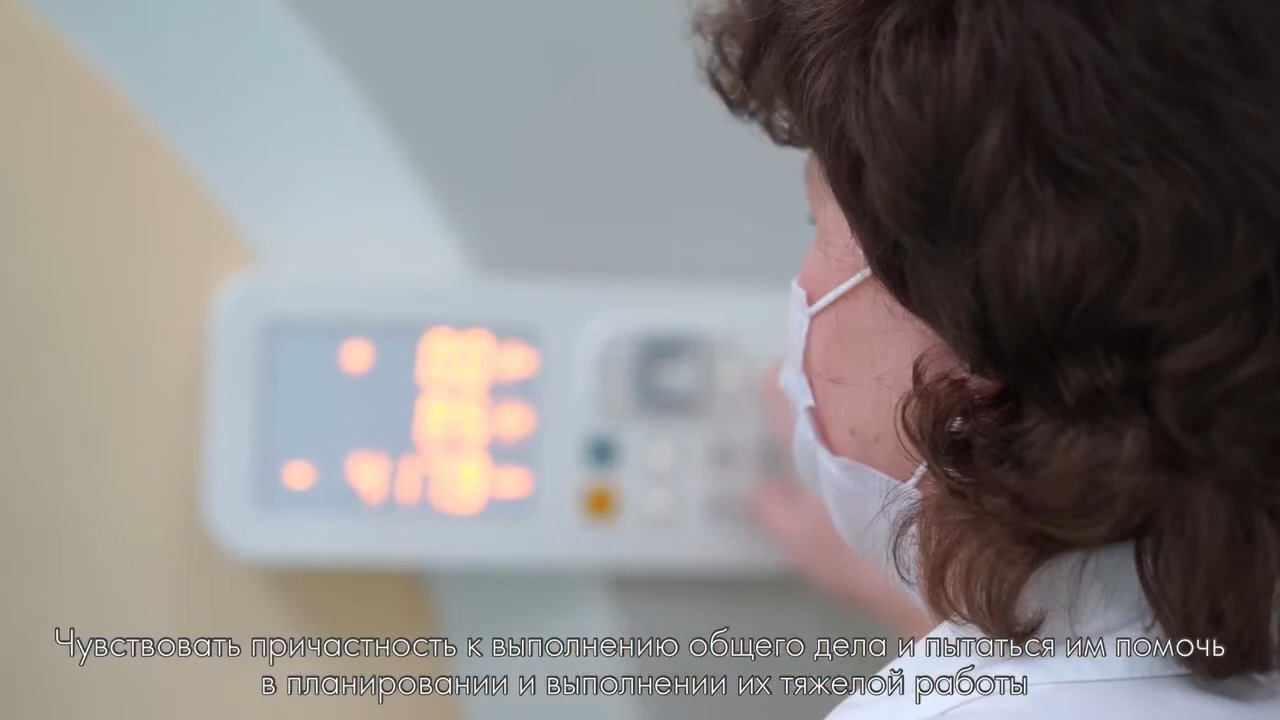 Чувствовать причастность к выполнению общего дела и пытаться им помочь
в планировании и выполнении их тяжелой работы